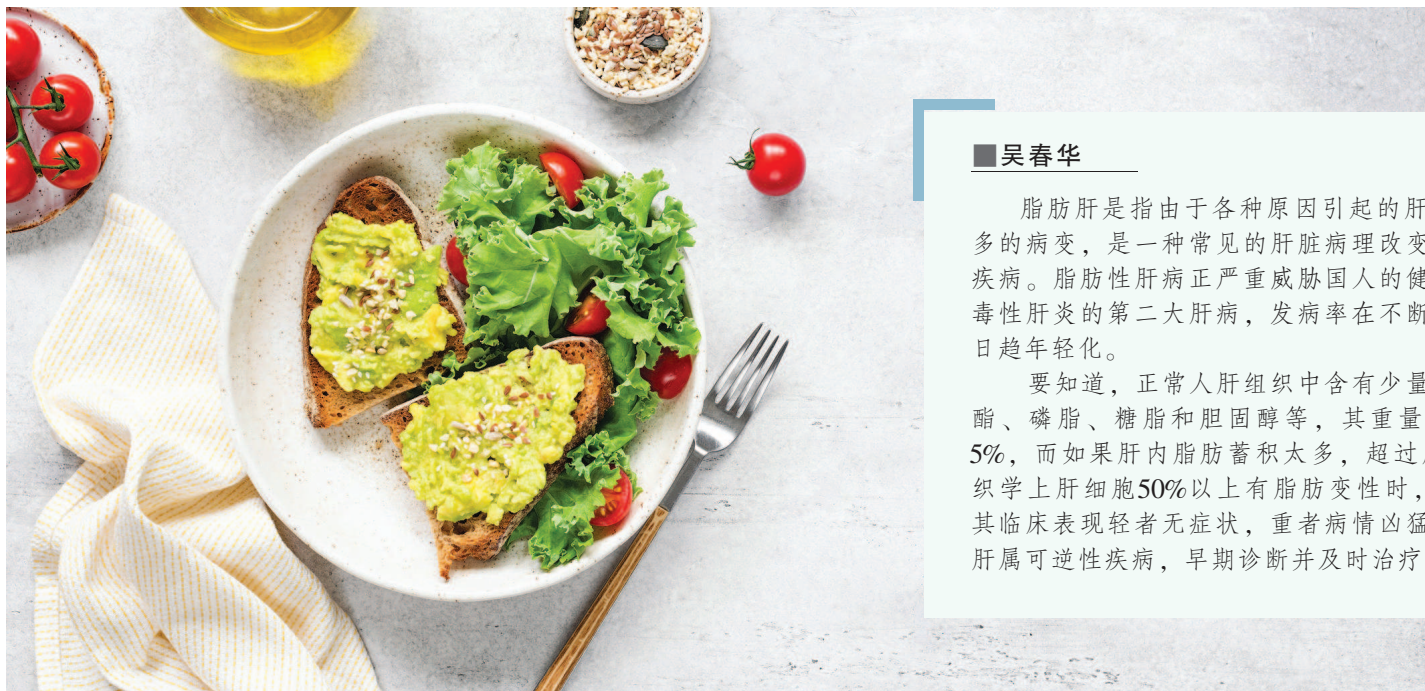 ■吴春华
脂肪肝是指由于各种原因引起的肝
多的病变，是一种常见的肝脏病理改变
疾病。脂肪性肝病正严重威胁国人的健
毒性肝炎的第二大肝病，发病率在不断
日趋年轻化。
要知道，正常人肝组织中含有少量
酯、磷脂、糖脂和胆固醇等，其重量
5%，而如果肝内脂肪蓄积太多，超过
织学上肝细胞50%以上有脂肪变性时，
其临床表现轻者无症状，重者病情凶猛
肝属可逆性疾病，早期诊断并及时治疗